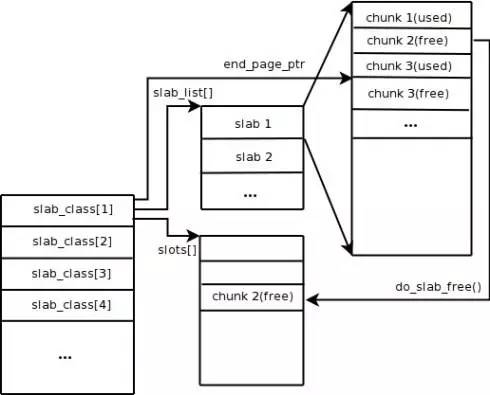 chunk 1(used)
chunk 2(free)
end_page_ptr
chunk 3(used)
slab_list[]
chunk 3(free)
slab 1
...
slab 2
...
slab_class[1]
slab_class[2]
slots[]
slab_class[3]
do_slab_free()
chunk 2(free)
slab_class[4]
...